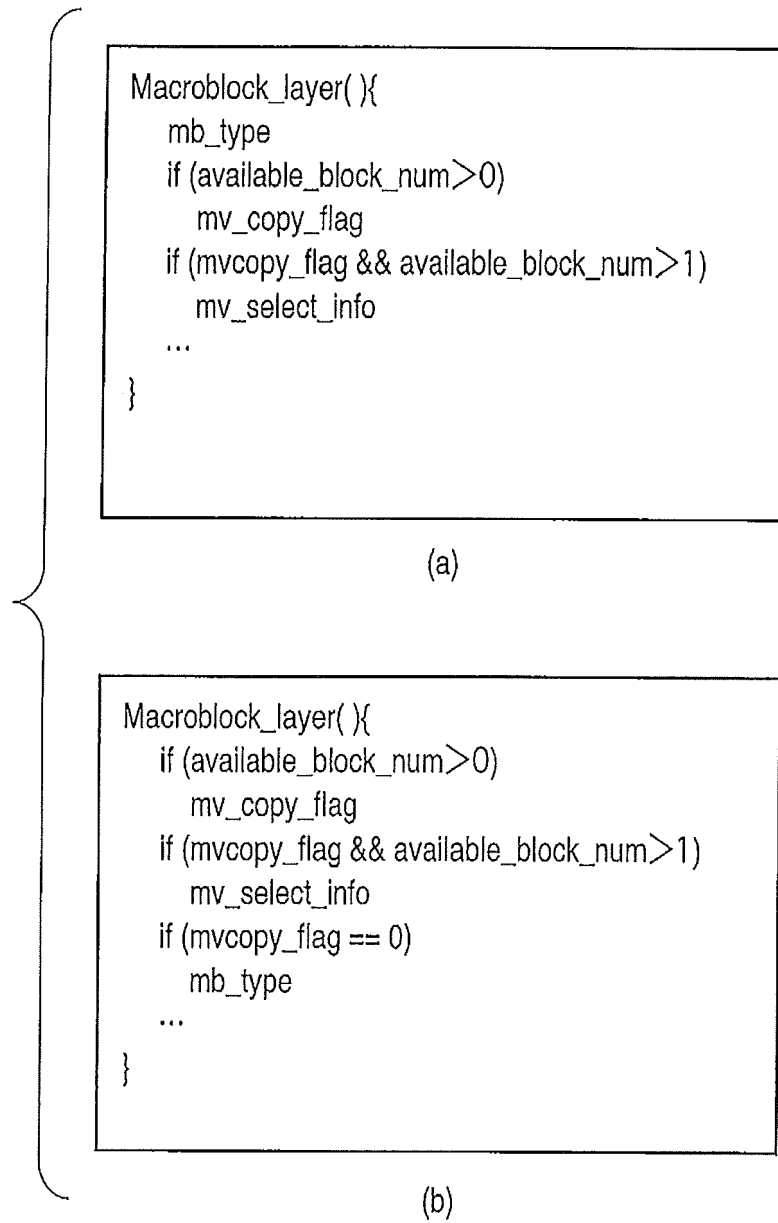 Macroblock_layer( ){
mb_type
if (available_block_num>0)
mv_copy_flag
if (mvcopy_flag && available_block_num>1)
mv_select_info
...
}
(a)
Macroblock_layer( ){
if (available_block_num>0)
mv_copy_flag
if (mvcopy_flag && available_block_num>1)
mv_select_info
if (mvcopy_flag == 0)
mb_type
...
}
(b)